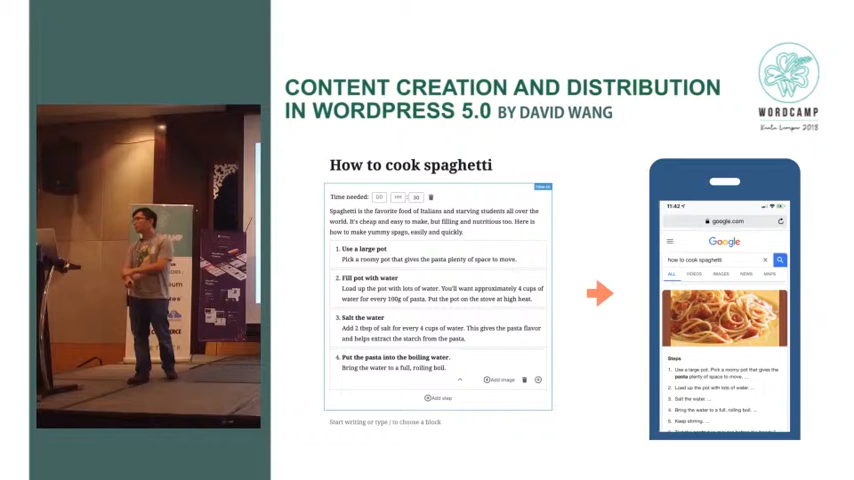 CONTENT CREATION AND DISTRIBUTION
IN WORDPRESS 5.0 BY DAVID WANG
WORDCAMP
Kuala Lumpur 2018
How to cook spaghetti
Time needed: DD HH : 30
Spaghetti is the favorite food of Italians and starving students all over the
world. It's cheap and easy to make, but filling and nutritious too. Here is
how to make yummy spago, easily and quickly.
1. Use a large pot
Pick a roomy pot that gives the pasta plenty of space to move.
2. Fill pot with water
Load up the pot with lots of water. You'll want approximately 4 cups of
water for every 100g of pasta. Put the pot on the stove at high heat.
3. Salt the water
Add 2 tbsp of salt for every 4 cups of water. This gives the pasta flavor
and helps extract the starch from the pasta.
4. Put the pasta into the boiling water.
Bring the water to a full, rolling boil.
Add image
Add step
Start writing or type / to choose a block
11:42
google.com
Google
how to cook spaghetti
ALL VIDEOS IMAGES NEWS MAPS
Steps
1. Use a large pot. Pick a roomy pot that gives the
pasta plenty of space to move. ...
2. Load up the pot with lots of water. ...
3. Salt the water. ...
4. Bring the water to a full, rolling boil. ...
5. Keep stirring. ...